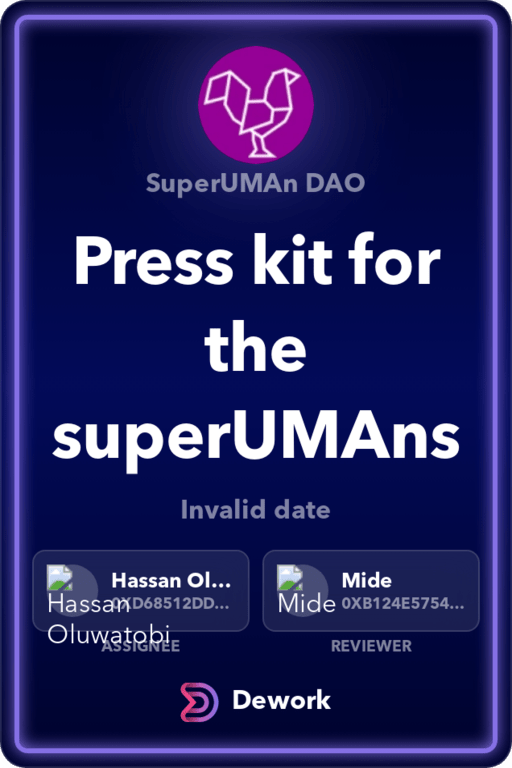 SuperUMAn DAO
Press kit for
the
superUMAns
Invalid date
Hassan Ol...
0XD68512DD...
Hassan
Oluwatobi
ASSIGNEE
Mide
0XB124E5754...
Mide
REVIEWER
Dework